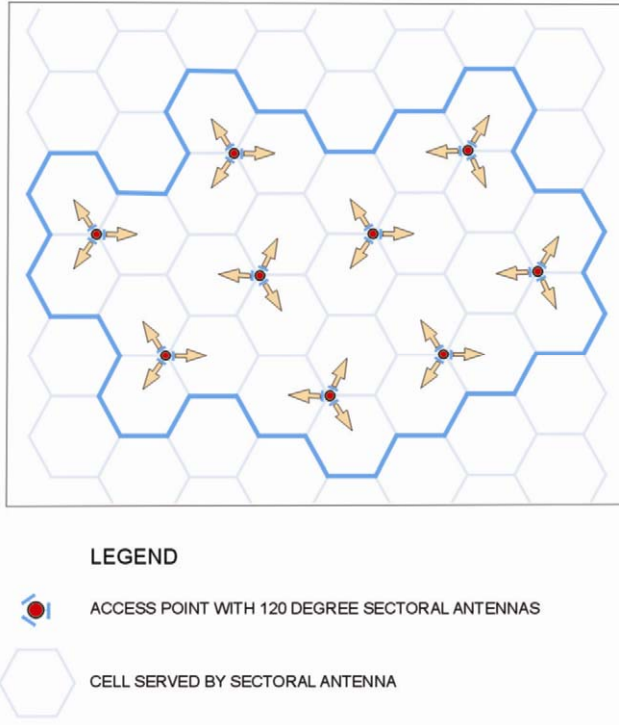 LEGEND
ACCESS POINT WITH 120 DEGREE SECTORAL ANTENNAS
CELL SERVED BY SECTORAL ANTENNA